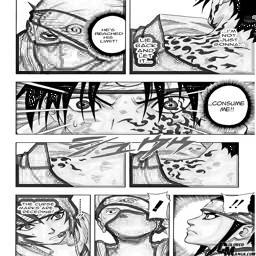 HE'S
REACHED
HIS
LIMIT!
LIE
BACK
AND
LET
IT...
...I'M
NOT
JUST
GONNA...
...CONSUME
ME!!
THE CURSE
MARKS ARE
RECEDING!
!
!!